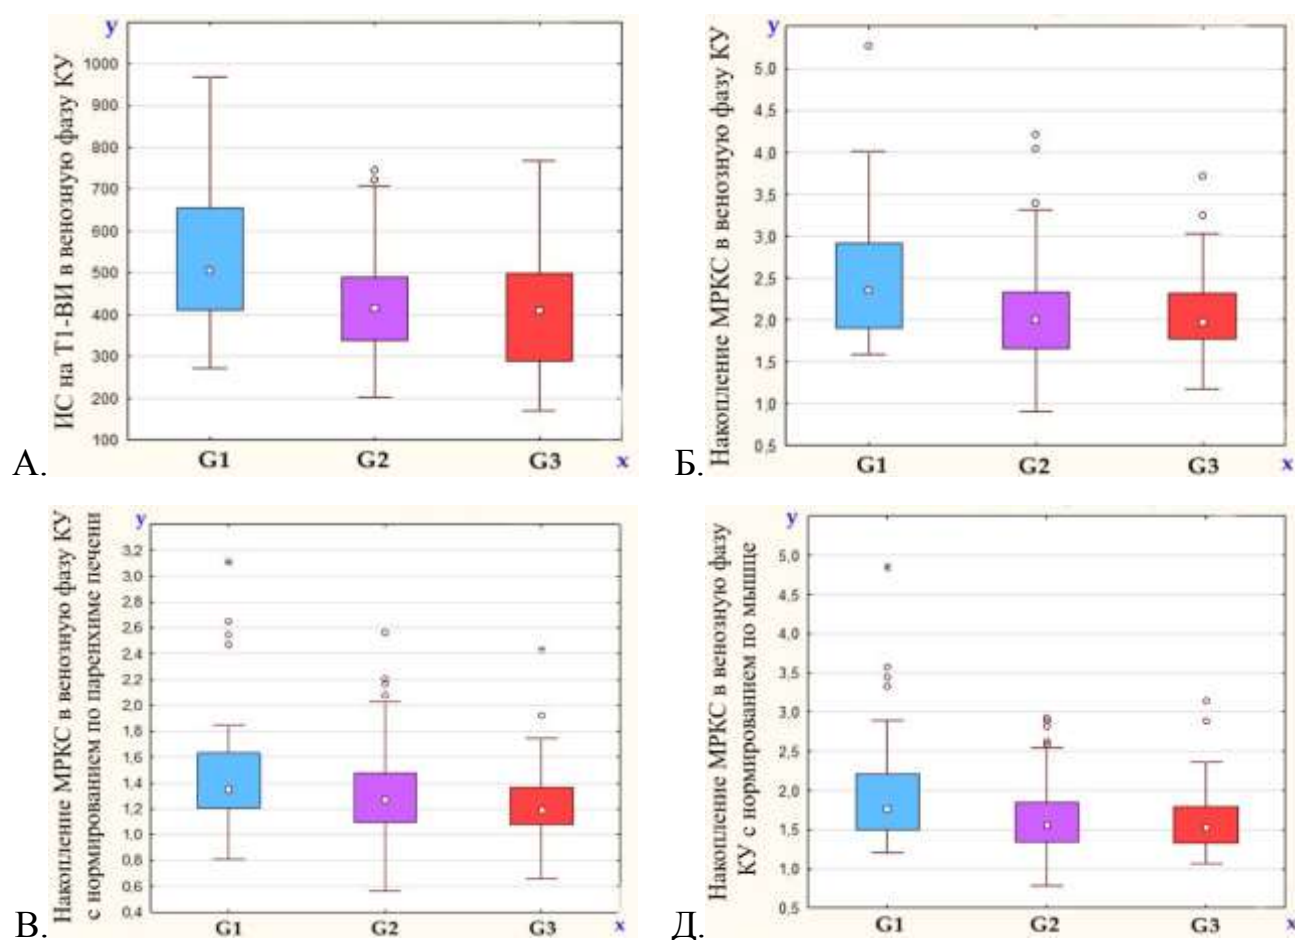 y
ИС на Т1-ВИ в венозную фазу КУ
1000
900
800
700
600
500
400
300
200
100
G1 G2 G3 x
А.
y
Накопление МРКС в венозную фазу КУ
5.0
4.5
4.0
3.5
3.0
2.5
2.0
1.5
1.0
0.5
G1 G2 G3 x
Б.
y
Накопление МРКС в венозную фазу КУ
с нормированием по паренхиме печени
3.2
3.0
2.8
2.6
2.4
2.2
2.0
1.8
1.6
1.4
1.2
1.0
0.8
0.6
0.4
G1 G2 G3 x
В.
y
Накопление МРКС в венозную фазу
КУ с нормированием по мышце
5,0
4,5
4,0
3,5
3,0
2,5
2,0
1,5
1,0
0,5
G1 G2 G3 x
Д.